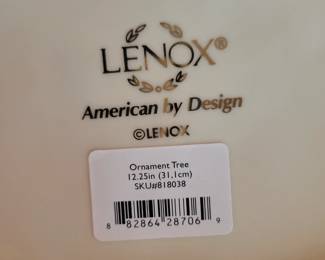 LENOX®
American by Design
©LENOX
Ornament Tree
12.25in (31.1cm)
SKU#818038
8 82864 28706 9